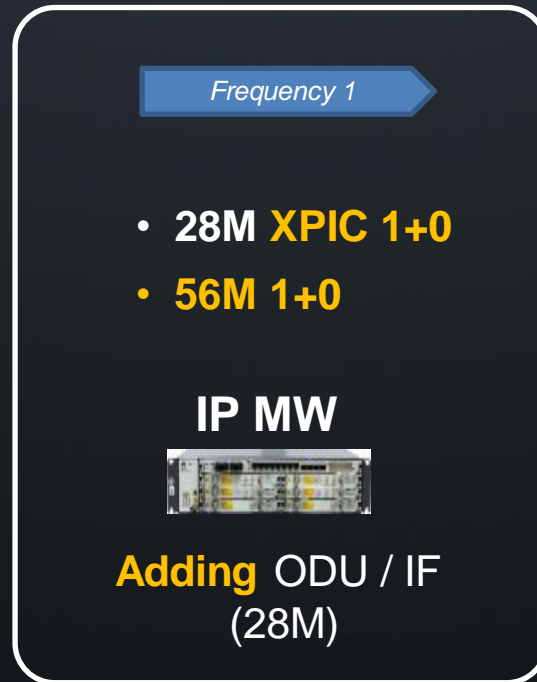 Frequency 1
• 28M XPIC 1+0
• 56M 1+0
IP MW
Adding ODU / IF
(28M)